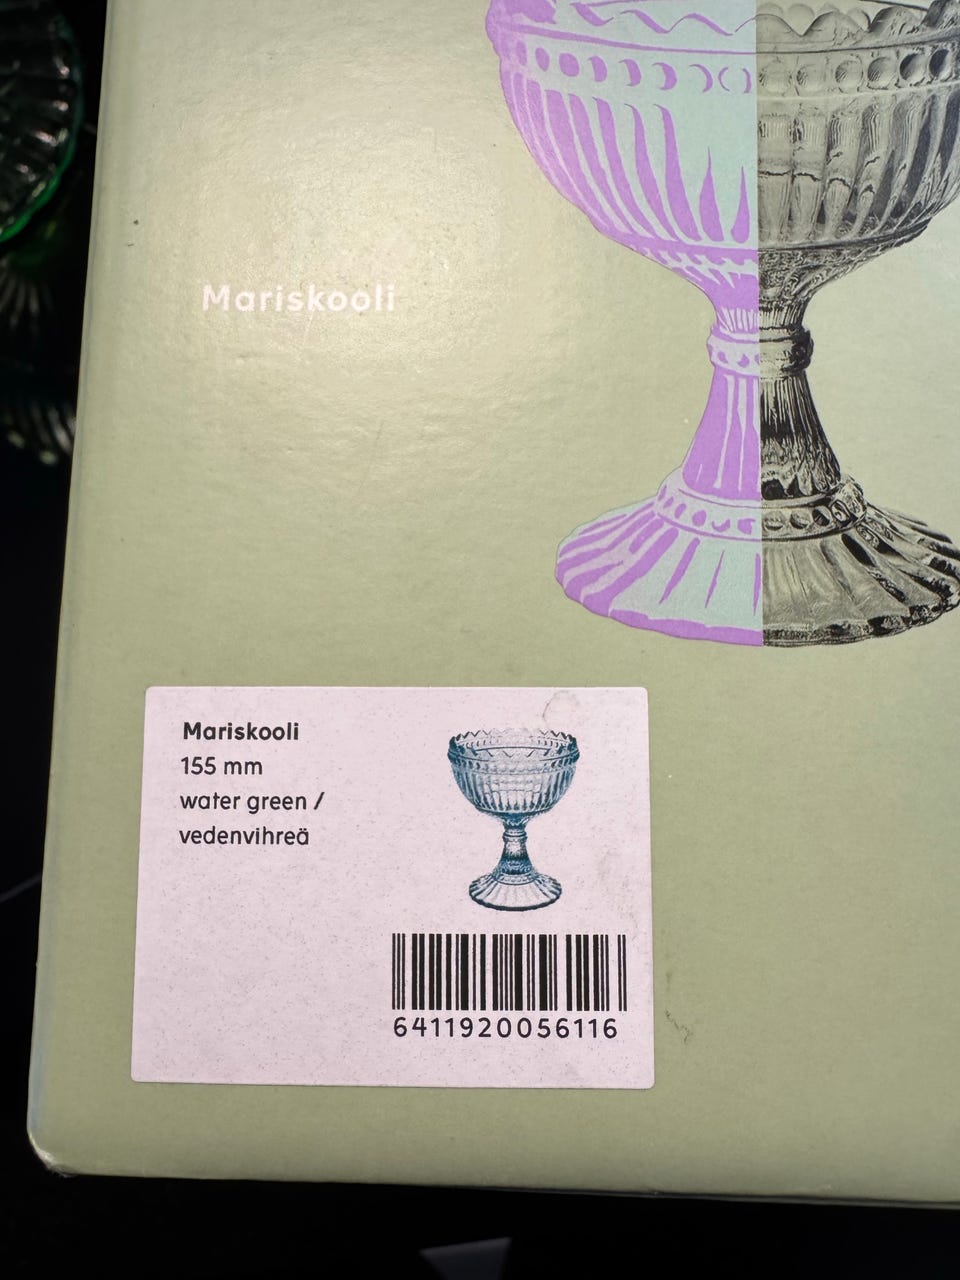 Mariskooli
Mariskooli
155 mm
water green /
vedenvihreä
6411920056116